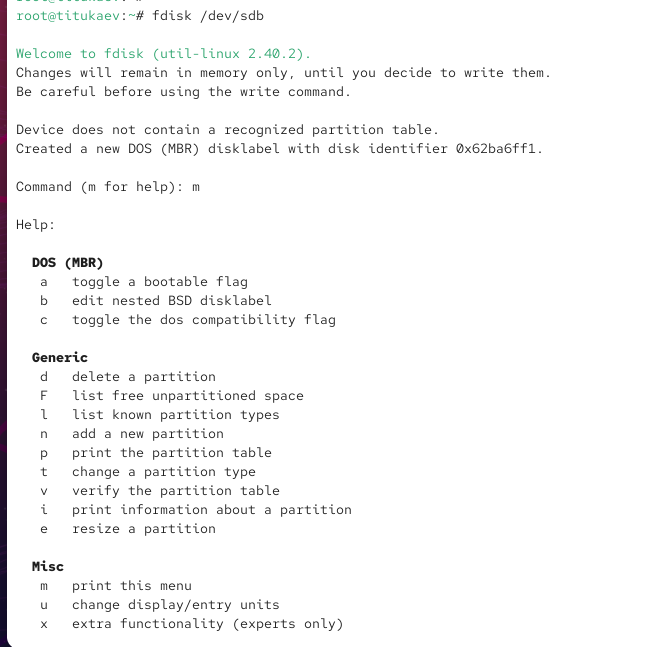 root@titukaev:~# fdisk /dev/sdb
Welcome to fdisk (util-linux 2.40.2).
Changes will remain in memory only, until you decide to write them.
Be careful before using the write command.
Device does not contain a recognized partition table.
Created a new DOS (MBR) disklabel with disk identifier 0x62ba6ff1.
Command (m for help): m
Help:
DOS (MBR)
a toggle a bootable flag
b edit nested BSD disklabel
c toggle the dos compatibility flag
Generic
d delete a partition
F list free unpartitioned space
l list known partition types
n add a new partition
p print the partition table
t change a partition type
v verify the partition table
i print information about a partition
e resize a partition
Misc
m print this menu
u change display/entry units
x extra functionality (experts only)